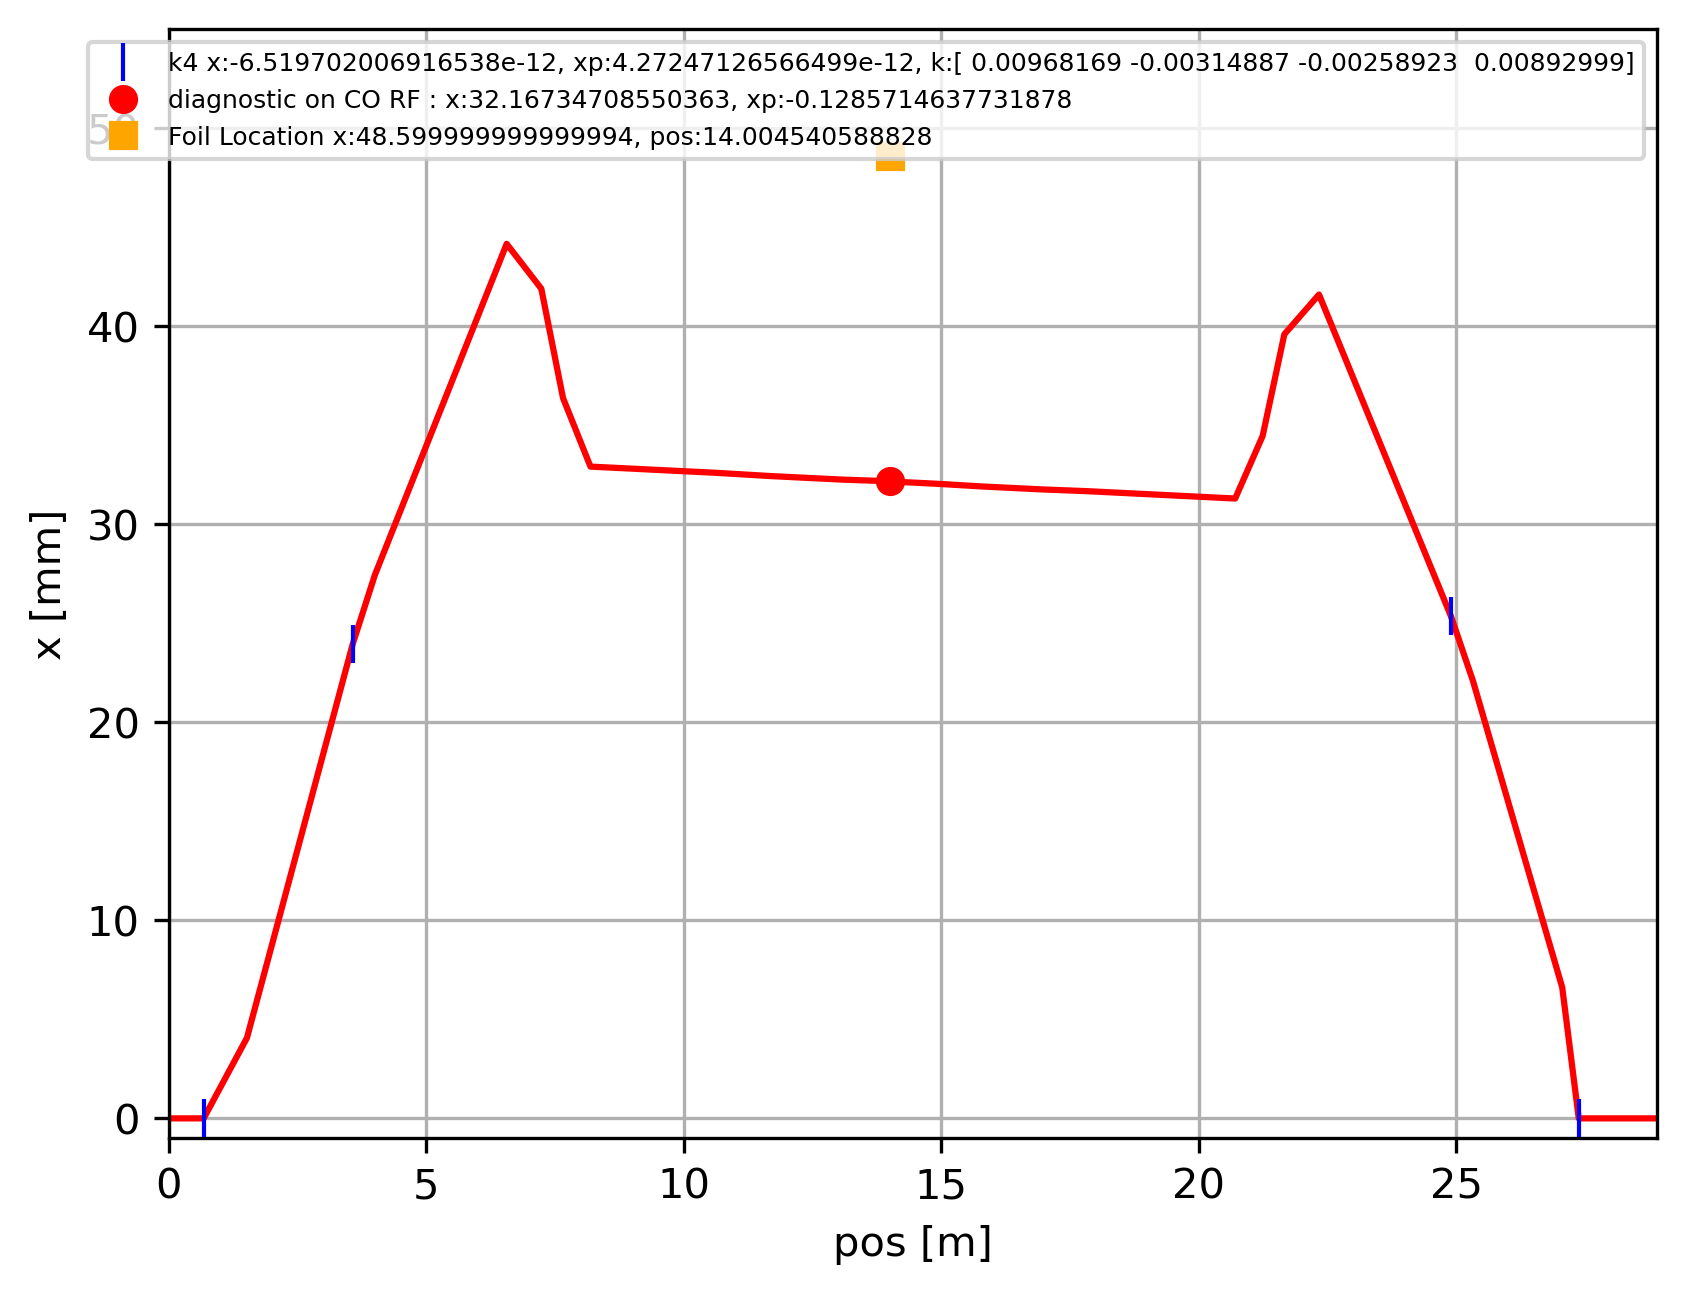 k4 x:-6.519702006916538e-12, xp:4.27247126566499e-12, k:[ 0.00968169 -0.00314887 -0.00258923  0.00892999]
diagnostic on CO RF : x:32.16734708550363, xp:-0.1285714637731878
50
Foil Location x:48.599999999999994, pos:14.004540588828
40
30
20
10
0
x [mm]
0 5 10 15 20 25
pos [m]